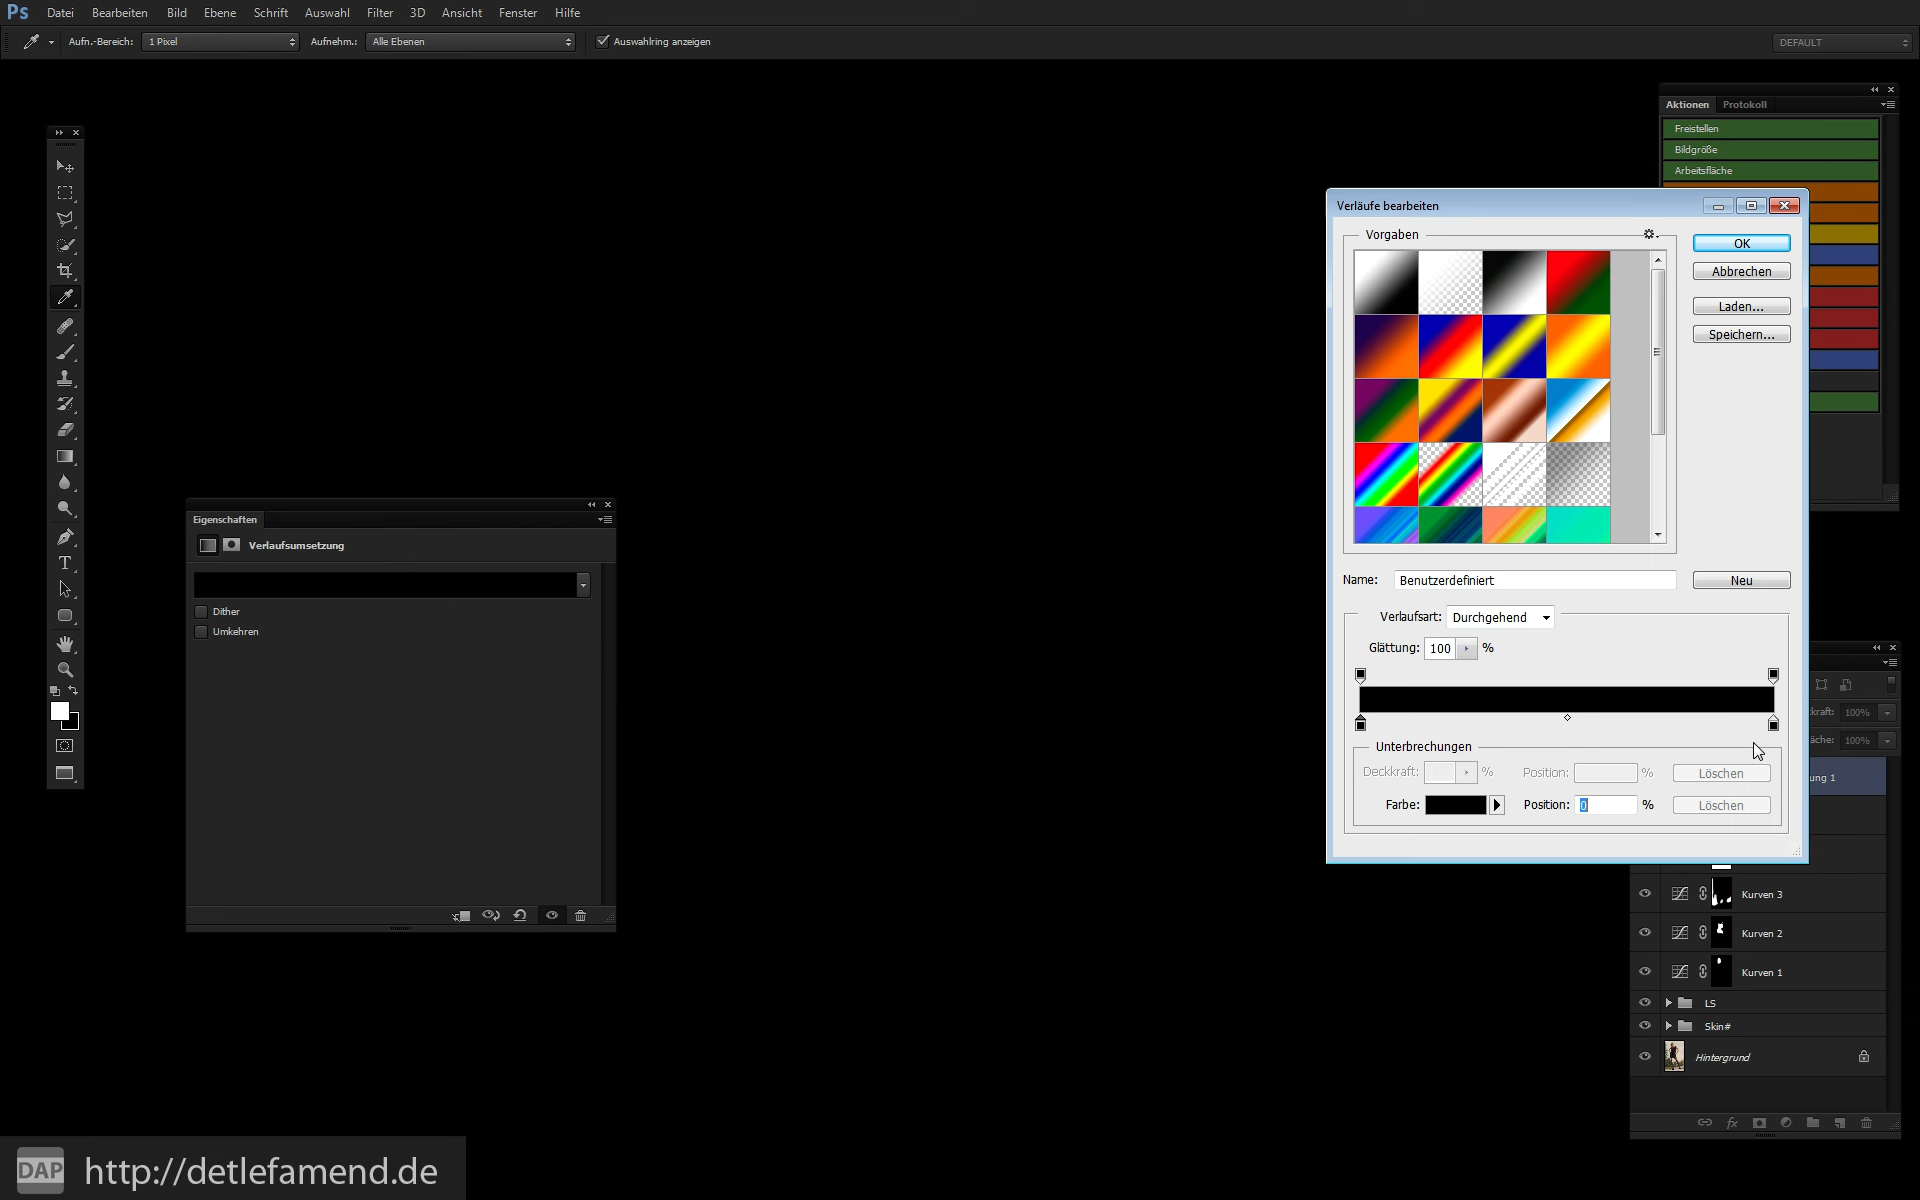 Ps Datei Bearbeiten Bild Ebene Schrift Auswahl Filter 3D Ansicht Fenster Hilfe
Aufn.-Bereich: 1 Pixel Aufnehm.: Alle Ebenen Auswahlring anzeigen DEFAULT
Aktionen Protokoll
Freistellen
Bildgröße
Arbeitsfläche
Verläufe bearbeiten
Vorgaben
OK
Abbrechen
Laden...
Speichern...
Name: Benutzerdefiniert Neu
Verlaufsart: Durchgehend
Glättung: 100 %
Unterbrechungen
Deckkraft: % Position: % Löschen
Farbe: Position: 0 % Löschen
Eigenschaften
Verlaufsumsetzung
Dither
Umkehren
kraft: 100%
äche: 100%
ung 1
Kurven 3
Kurven 2
Kurven 1
LS
Skin#
Hintergrund
fx
T
DAP http://detlefamend.de